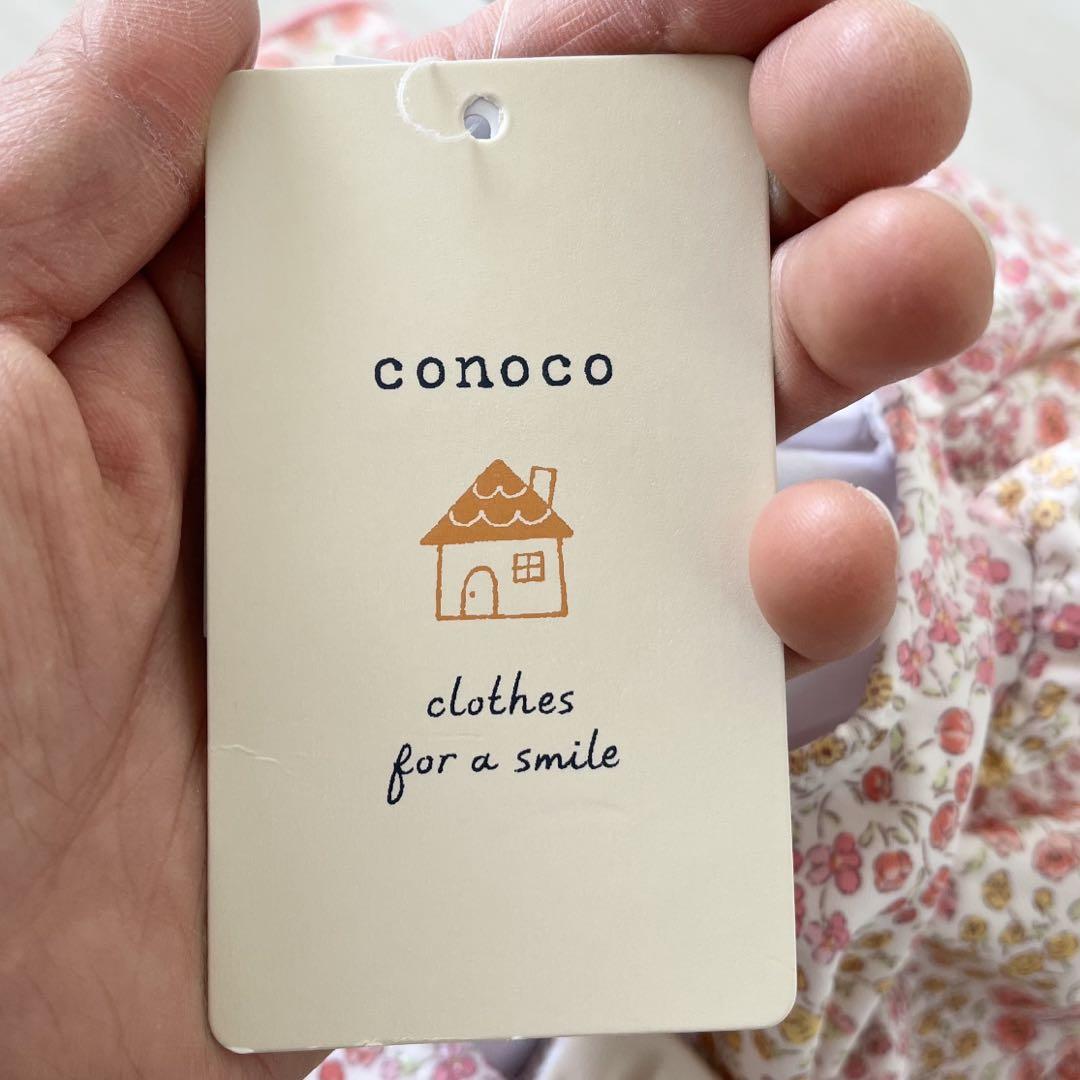 conoco
clothes
for a smile